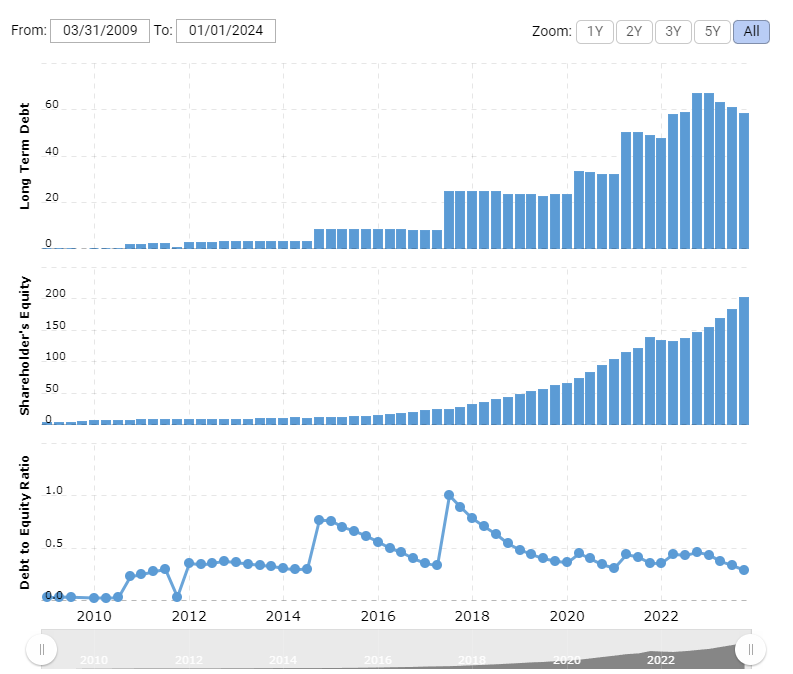 From: 03/31/2009 To: 01/01/2024 Zoom: 1Y 2Y 3Y 5Y All
Long Term Debt
60
40
20
0
Shareholder's Equity
200
150
100
50
0
Debt to Equity Ratio
1.0
0.5
0.0
2010 2012 2014 2016 2018 2020 2022
2010 2012 2014 2016 2018 2020 2022